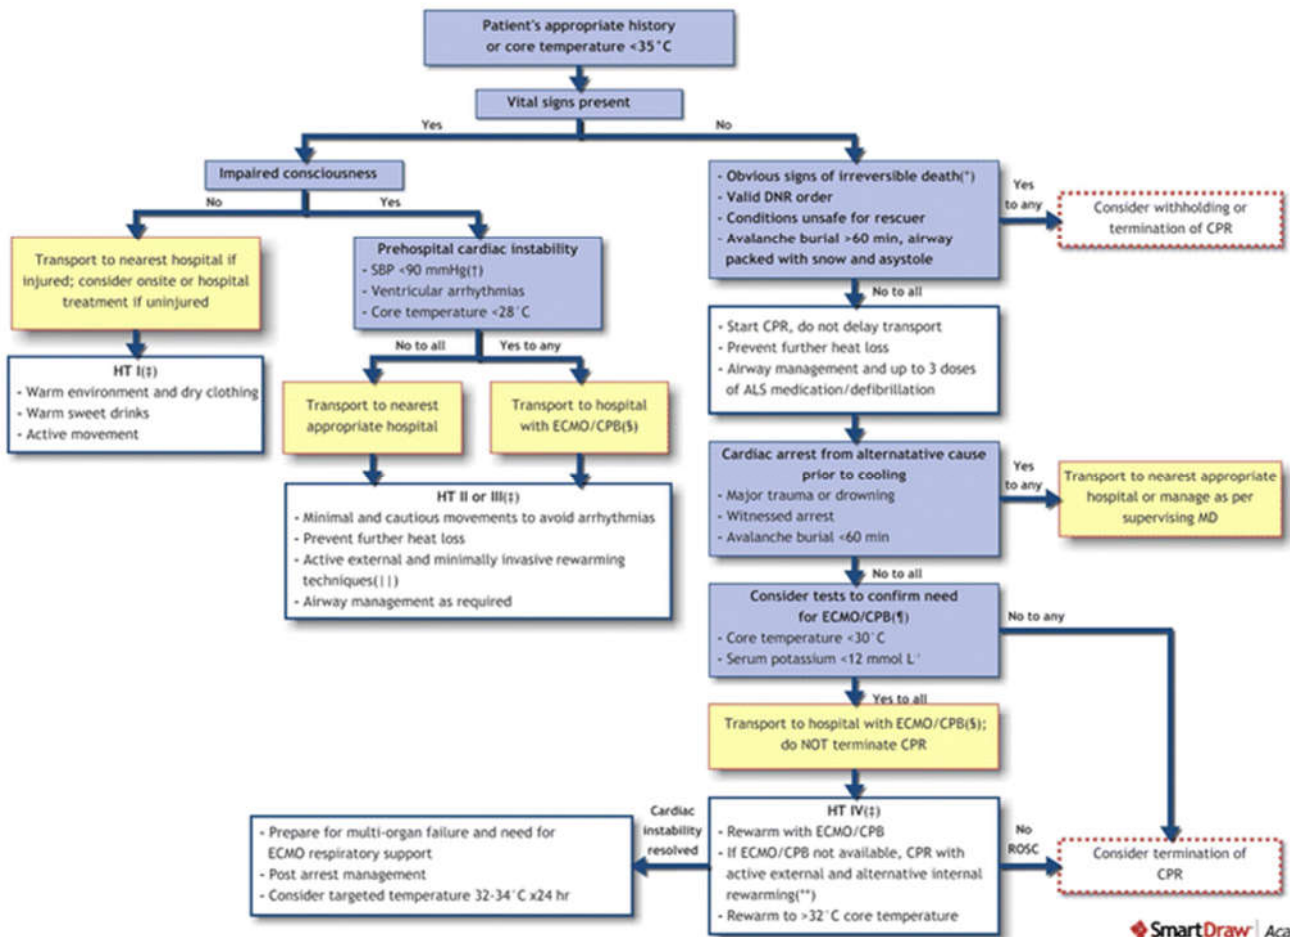 Patient's appropriate history
or core temperature <35°C
Vital signs present
Yes
No
Impaired consciousness
No
Yes
- Obvious signs of irreversible death(*)
- Valid DNR order
- Conditions unsafe for rescuer
- Avalanche burial >60 min, airway
packed with snow and asystole
Yes
to any
Consider withholding or
termination of CPR
Transport to nearest hospital if
injured; consider onsite or hospital
treatment if uninjured
Prehospital cardiac instability
- SBP <90 mmHg(†)
- Ventricular arrhythmias
- Core temperature <28°C
No to all
- Start CPR, do not delay transport
- Prevent further heat loss
- Airway management and up to 3 doses
of ALS medication/defibrillation
No to all
Yes to any
HT I(‡)
- Warm environment and dry clothing
- Warm sweet drinks
- Active movement
Transport to nearest
appropriate hospital
Transport to hospital
with ECMO/CPB(§)
Cardiac arrest from alternatative cause
prior to cooling
- Major trauma or drowning
- Witnessed arrest
- Avalanche burial <60 min
Yes
to any
Transport to nearest appropriate
hospital or manage as per
supervising MD
HT II or III(‡)
- Minimal and cautious movements to avoid arrhythmias
- Prevent further heat loss
- Active external and minimally invasive rewarming
techniques(||)
- Airway management as required
No to all
Consider tests to confirm need
for ECMO/CPB(¶)
- Core temperature <30°C
- Serum potassium <12 mmol L
No to any
Yes to all
Transport to hospital with ECMO/CPB(§);
do NOT terminate CPR
HT IV(‡)
- Rewarm with ECMO/CPB
- If ECMO/CPB not available, CPR with
active external and alternative internal
rewarming(**)
- Rewarm to >32°C core temperature
Cardiac
instability
resolved
- Prepare for multi-organ failure and need for
ECMO respiratory support
- Post arrest management
- Consider targeted temperature 32-34°C x24 hr
No
ROSC
Consider termination of
CPR
SmartDraw | Aca